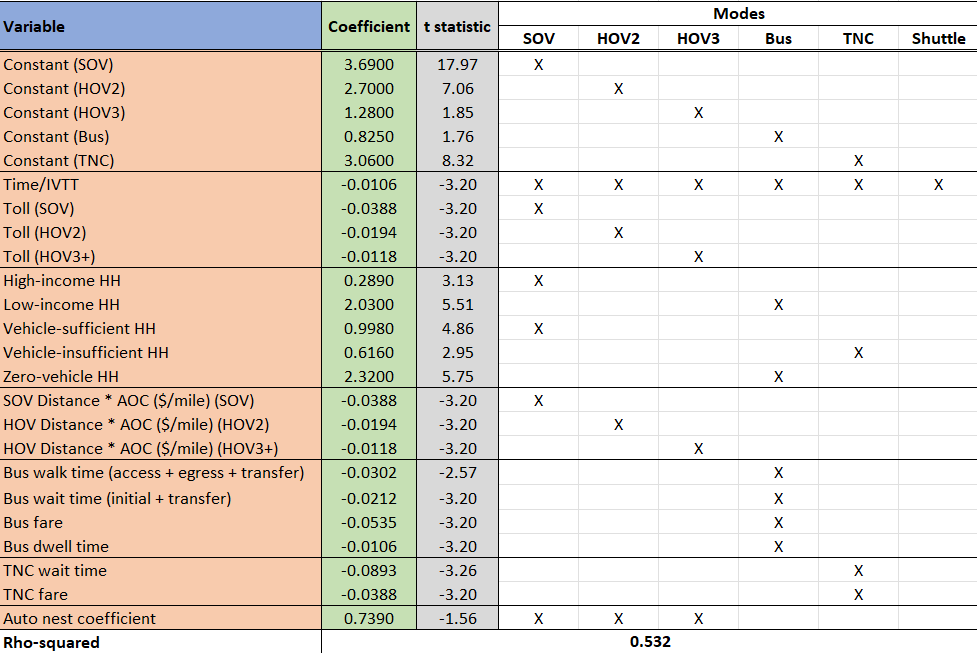 Variable Coefficient t statistic Modes
SOV HOV2 HOV3 Bus TNC Shuttle
Constant (SOV) 3.6900 17.97 X
Constant (HOV2) 2.7000 7.06 X
Constant (HOV3) 1.2800 1.85 X
Constant (Bus) 0.8250 1.76 X
Constant (TNC) 3.0600 8.32 X
Time/IVTT -0.0106 -3.20 X X X X X X
Toll (SOV) -0.0388 -3.20 X
Toll (HOV2) -0.0194 -3.20 X
Toll (HOV3+) -0.0118 -3.20 X
High-income HH 0.2890 3.13 X
Low-income HH 2.0300 5.51 X
Vehicle-sufficient HH 0.9980 4.86 X
Vehicle-insufficient HH 0.6160 2.95 X
Zero-vehicle HH 2.3200 5.75 X
SOV Distance * AOC ($/mile) (SOV) -0.0388 -3.20 X
HOV Distance * AOC ($/mile) (HOV2) -0.0194 -3.20 X
HOV Distance * AOC ($/mile) (HOV3+) -0.0118 -3.20 X
Bus walk time (access + egress + transfer) -0.0302 -2.57 X
Bus wait time (initial + transfer) -0.0212 -3.20 X
Bus fare -0.0535 -3.20 X
Bus dwell time -0.0106 -3.20 X
TNC wait time -0.0893 -3.26 X
TNC fare -0.0388 -3.20 X
Auto nest coefficient 0.7390 -1.56 X X X
Rho-squared 0.532